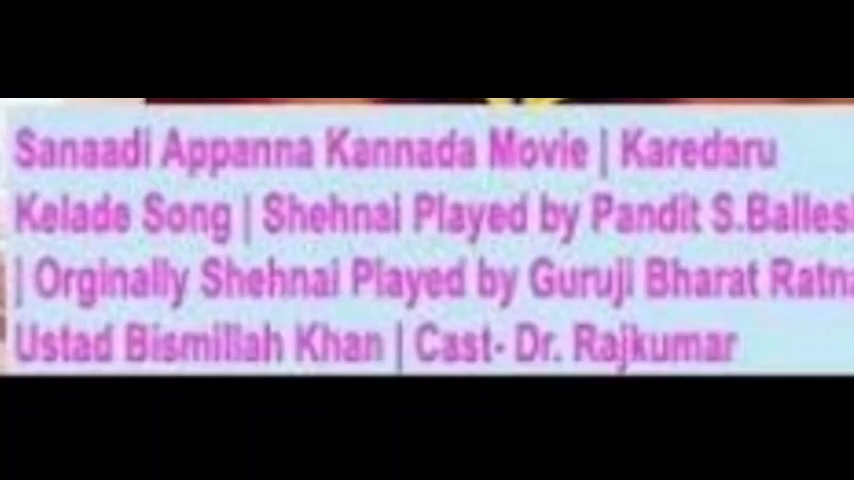 Sanaadi Appanna Kannada Movie | Karedaru
Kelade Song | Shehnai Played by Pandit S.Balles
| Orginally Shehnai Played by Guruji Bharat Ratna
Ustad Bismillah Khan | Cast- Dr. Rajkumar